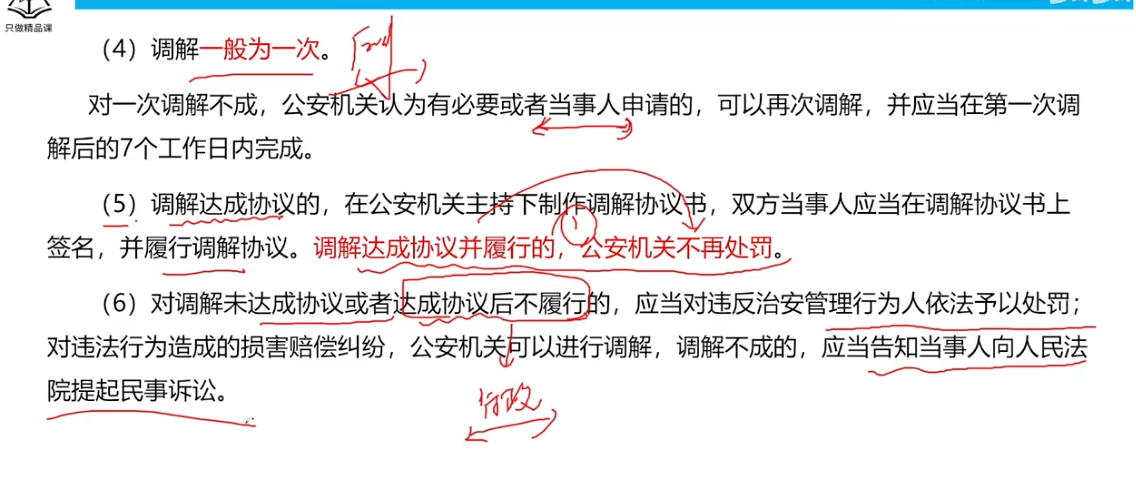 只做精品课
（4）调解一般为一次。
对一次调解不成，公安机关认为有必要或者当事人申请的，可以再次调解，并应当在第一次调
解后的7个工作日内完成。
（5）调解达成协议的，在公安机关主持下制作调解协议书，双方当事人应当在调解协议书上
签名，并履行调解协议。调解达成协议并履行的，公安机关不再处罚。
（6）对调解未达成协议或者达成协议后不履行的，应当对违反治安管理行为人依法予以处罚；
对违法行为造成的损害赔偿纠纷，公安机关可以进行调解，调解不成的，应当告知当事人向人民法
院提起民事诉讼。
行政